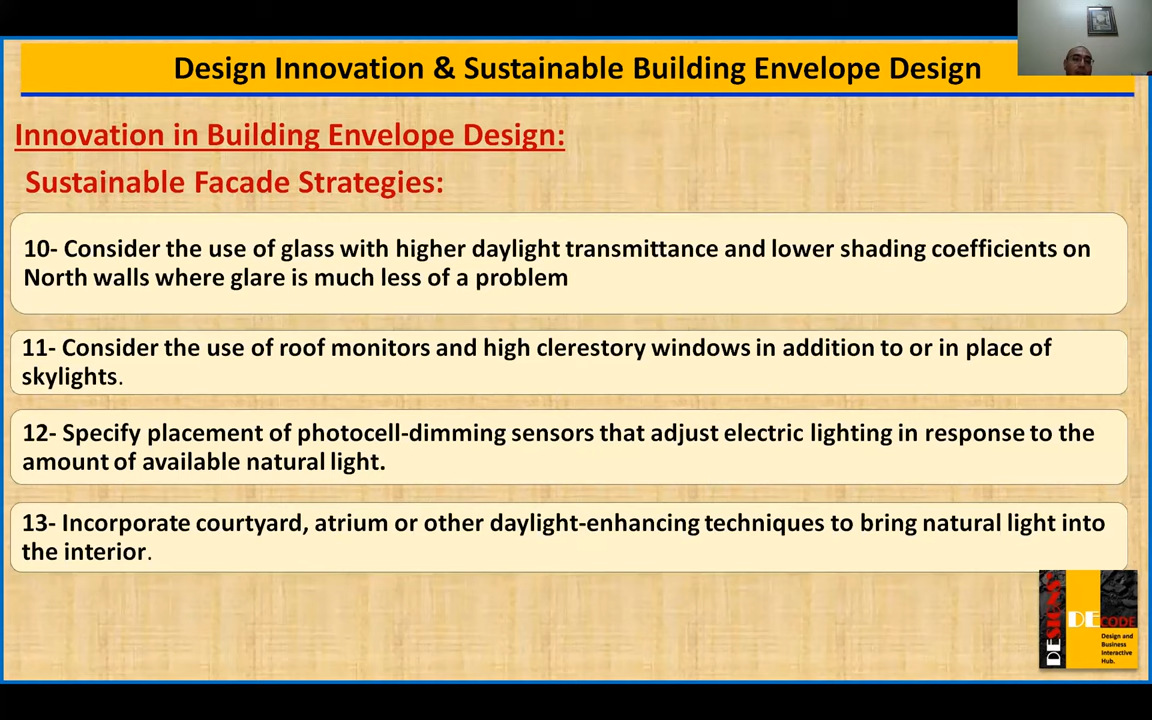 Design Innovation & Sustainable Building Envelope Design
Innovation in Building Envelope Design:
Sustainable Facade Strategies:
10- Consider the use of glass with higher daylight transmittance and lower shading coefficients on
North walls where glare is much less of a problem
11- Consider the use of roof monitors and high clerestory windows in addition to or in place of
skylights.
12- Specify placement of photocell-dimming sensors that adjust electric lighting in response to the
amount of available natural light.
13- Incorporate courtyard, atrium or other daylight-enhancing techniques to bring natural light into
the interior.
DESIGNS
DECODE
Design and
Business
Interactive
Hub.